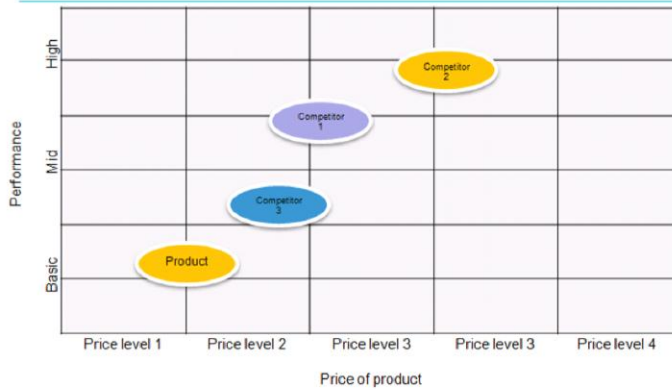 High
Competitor
2
Competitor
1
Performance
Mid
Competitor
3
Product
Basic
Price level 1
Price level 2
Price level 3
Price level 3
Price level 4
Price of product